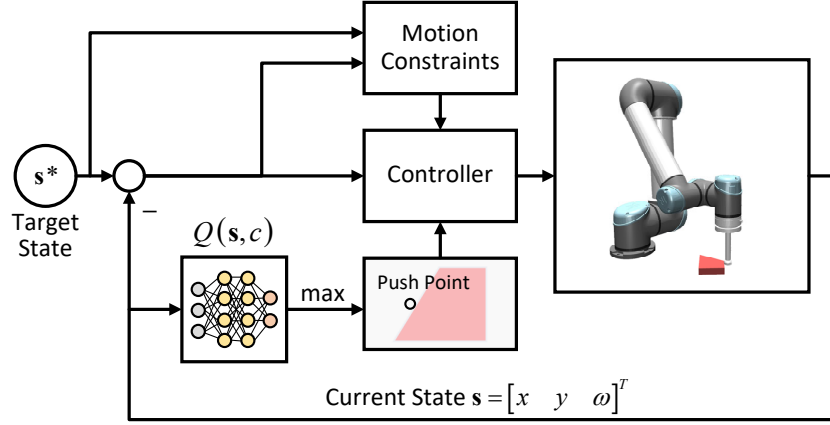 Motion
Constraints
s*
Controller
Target
State
−
Q(s, c)
Push Point
max
Current State s = [x y ω]ᵀ